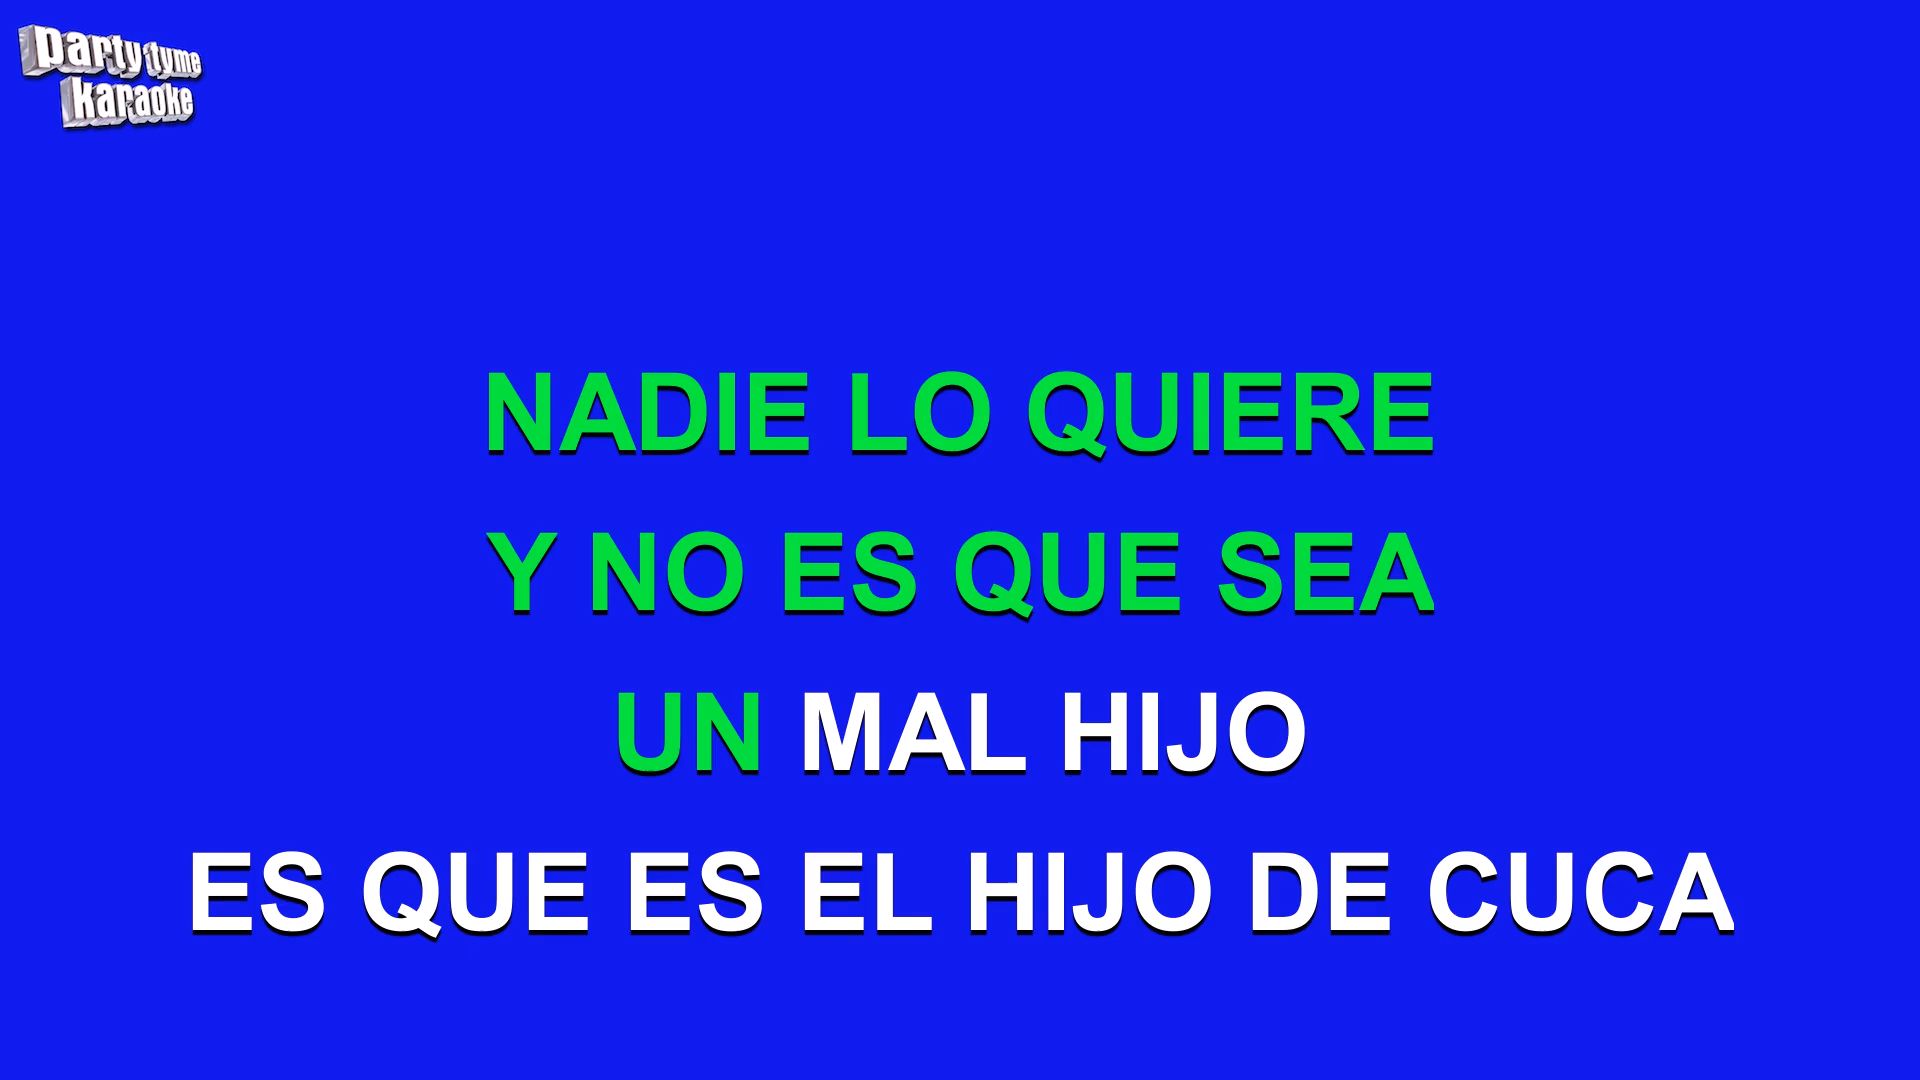 party tyme
karaoke
NADIE LO QUIERE
Y NO ES QUE SEA
UN MAL HIJO
ES QUE ES EL HIJO DE CUCA